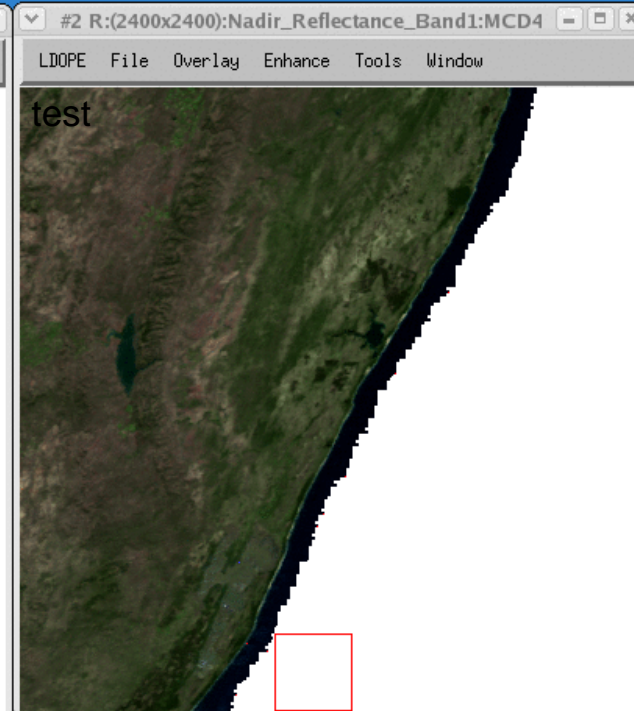 #2 R:(2400x2400):Nadir_Reflectance_Band1:MCD4
LDOPE File Overlay Enhance Tools Window
test